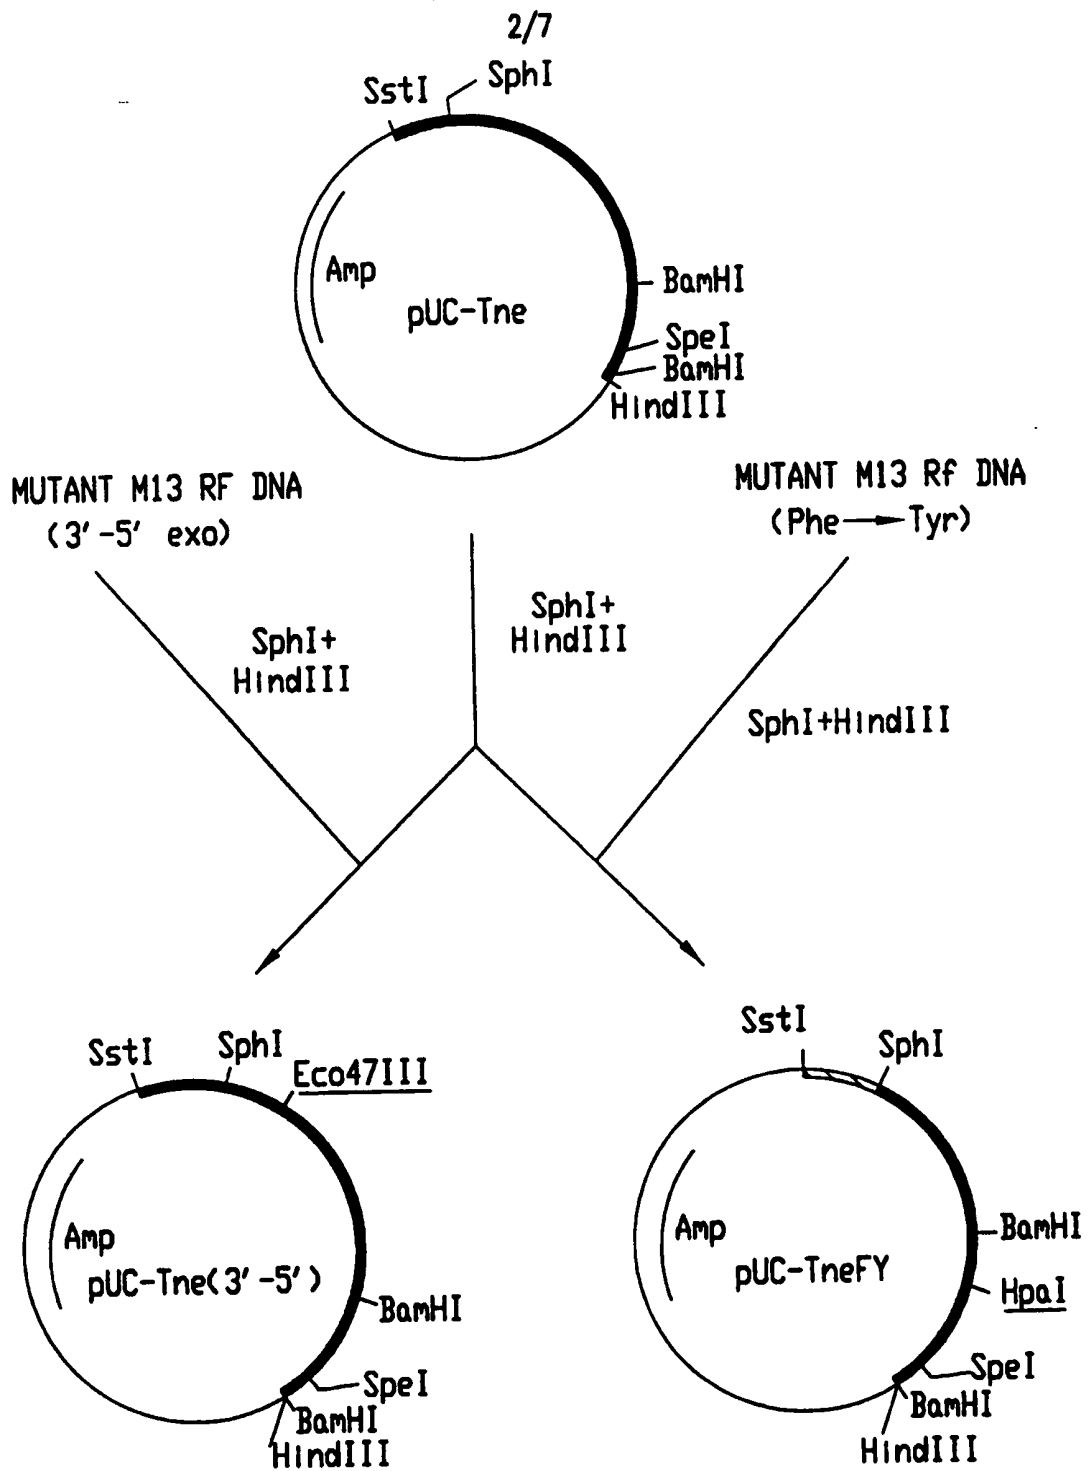 2/7
SstI
SphI
Amp
pUC-Tne
BamHI
SpeI
BamHI
HindIII
MUTANT M13 RF DNA
(3'-5' exo)
MUTANT M13 Rf DNA
(Phe→Tyr)
SphI+
HindIII
SphI+
HindIII
SphI+HindIII
SstI
SphI
Eco47III
Amp
pUC-Tne(3'-5')
BamHI
SpeI
BamHI
HindIII
SstI
SphI
Amp
pUC-TneFY
BamHI
HpaI
SpeI
BamHI
HindIII